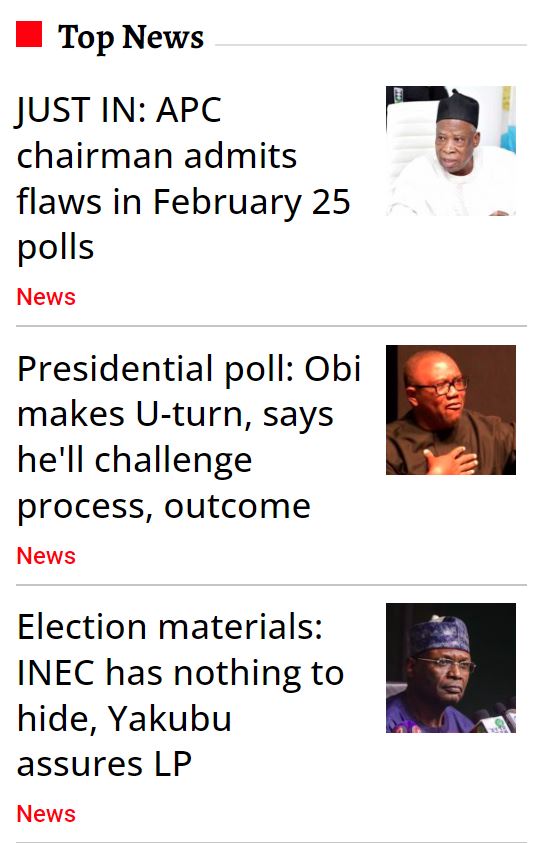 Top News
JUST IN: APC
chairman admits
flaws in February 25
polls
News
Presidential poll: Obi
makes U-turn, says
he'll challenge
process, outcome
News
Election materials:
INEC has nothing to
hide, Yakubu
assures LP
News